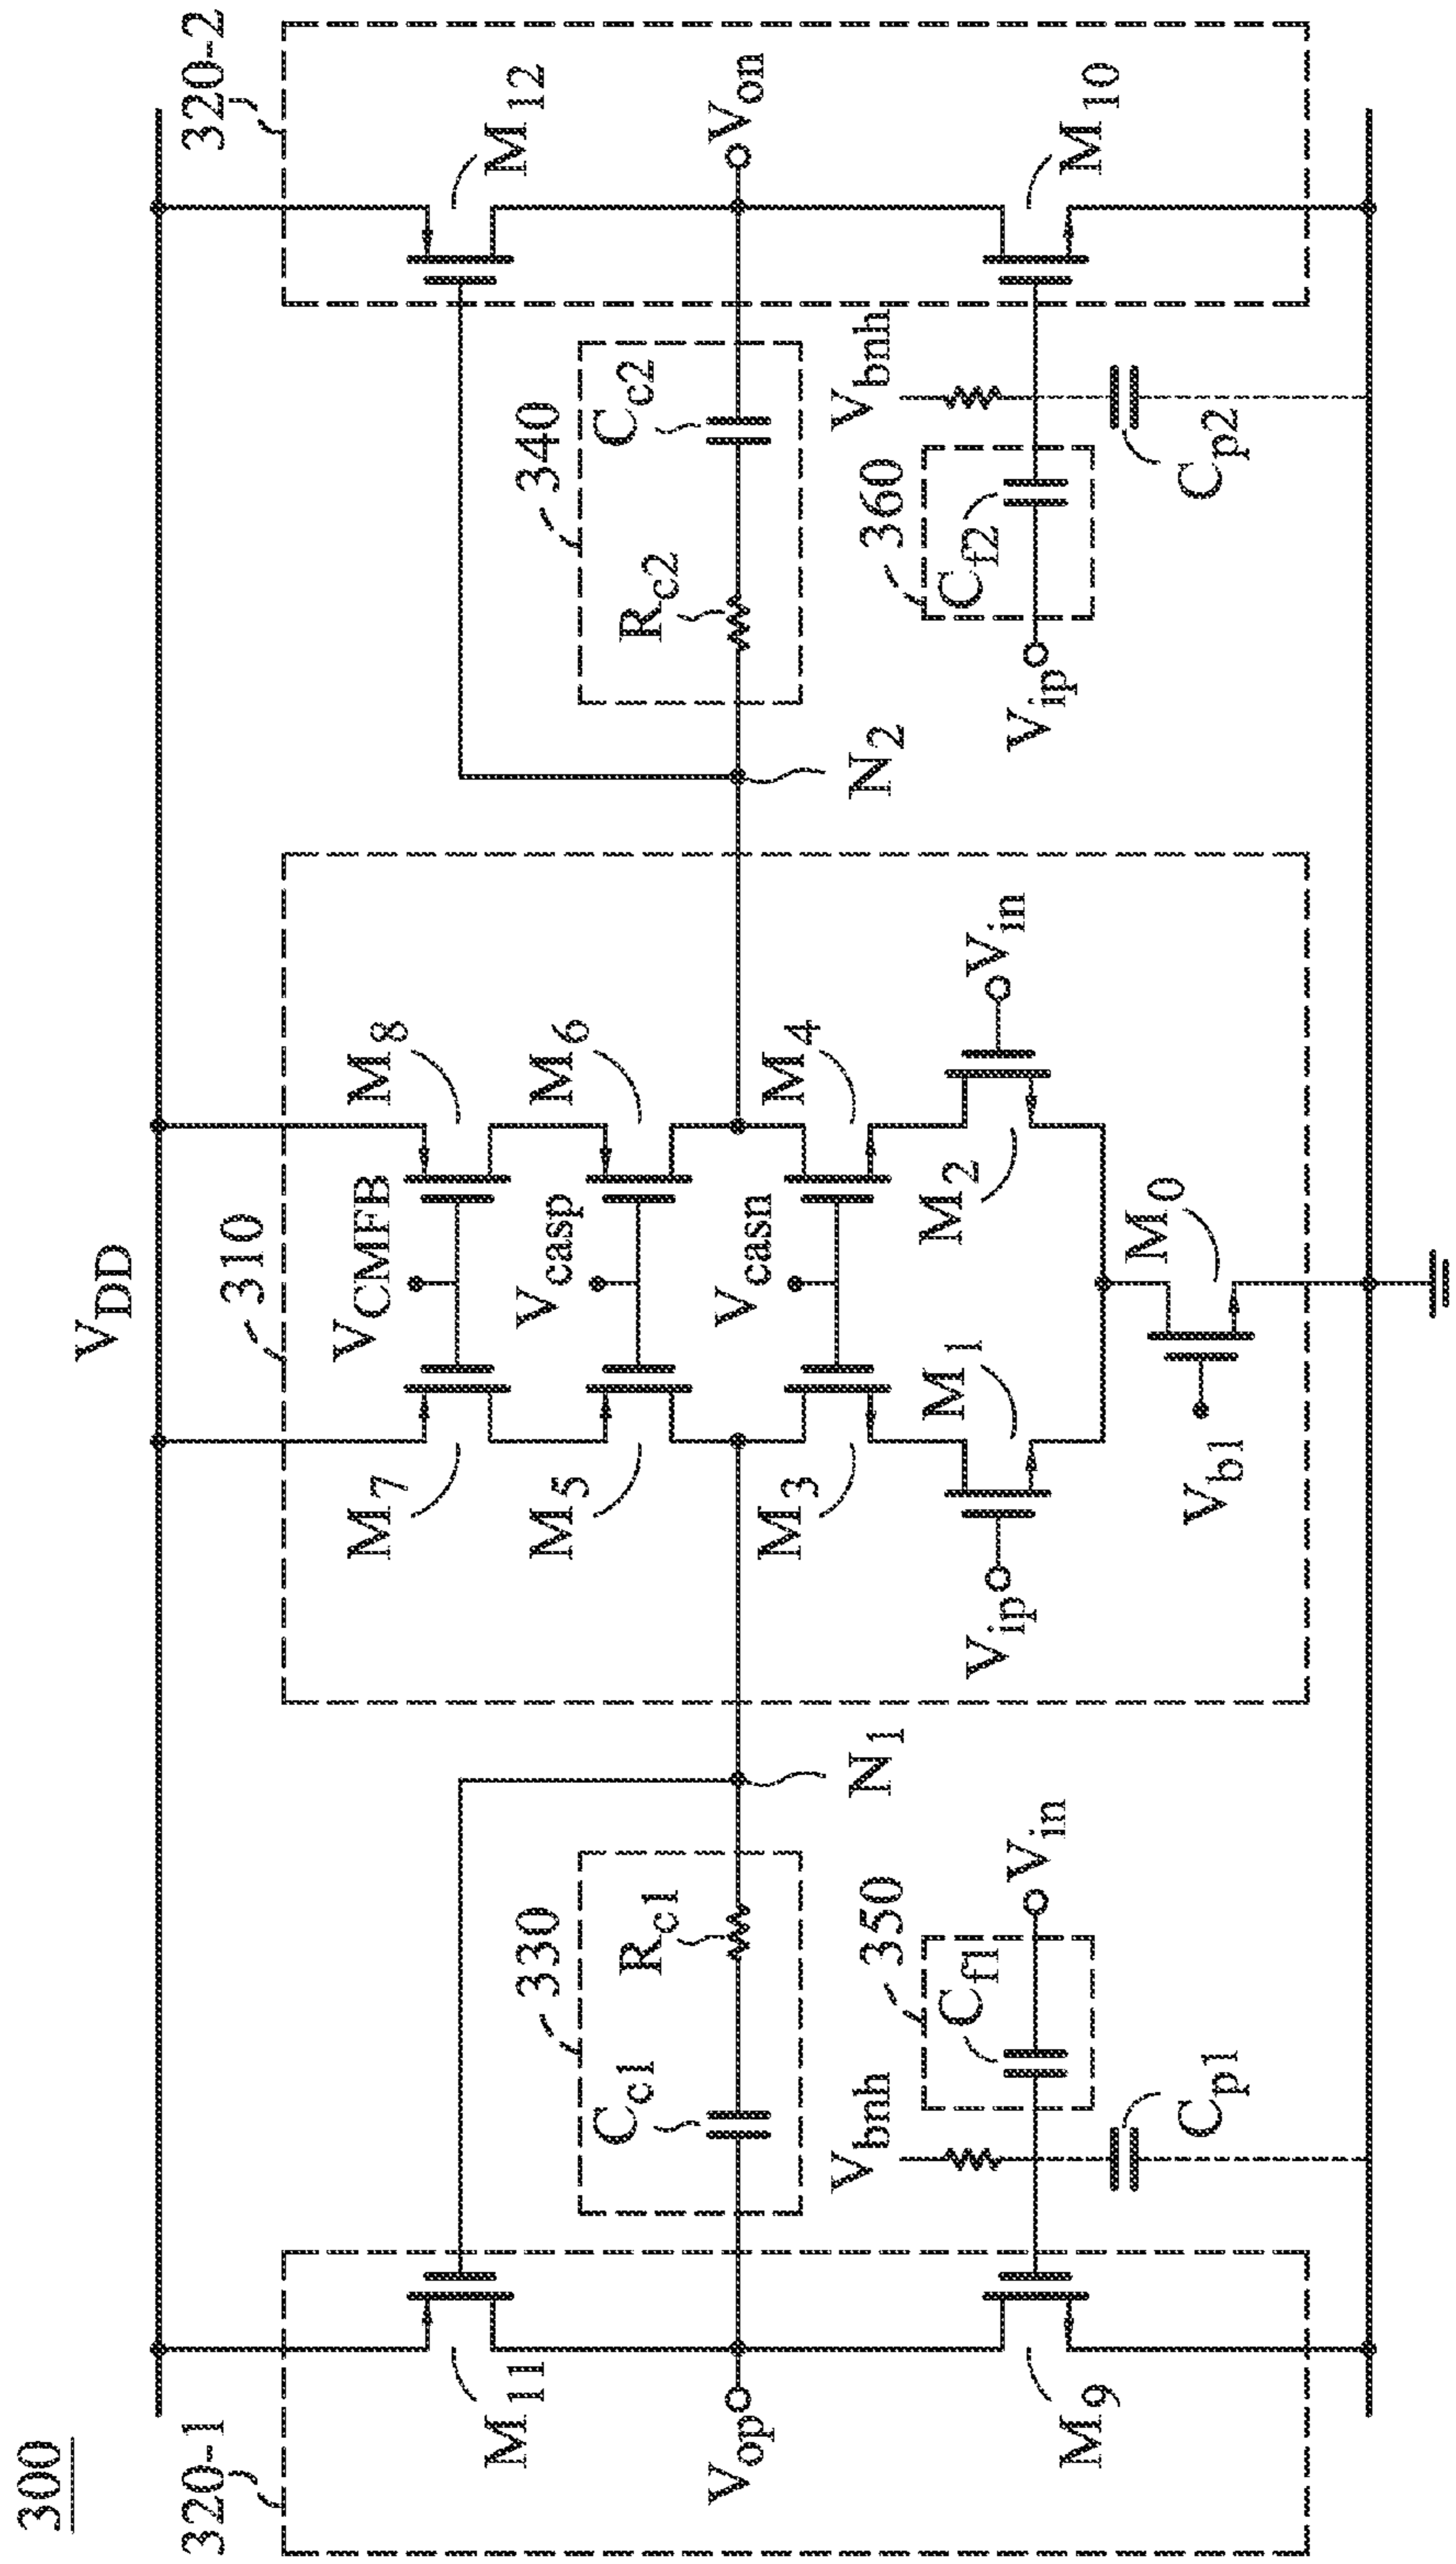 300
V_DD
320-1
310
320-2
M_11
M_7
V_CMFB
M_8
M_12
M_5
V_casp
M_6
330
340
C_c1
R_c1
R_c2
C_c2
V_op
M_3
V_casn
M_4
V_on
N_1
N_2
V_bnh
350
360
V_bnh
C_f1
V_in
V_ip
M_1
M_2
V_in
V_ip
C_f2
M_9
M_10
C_p1
V_b1
M_0
C_p2